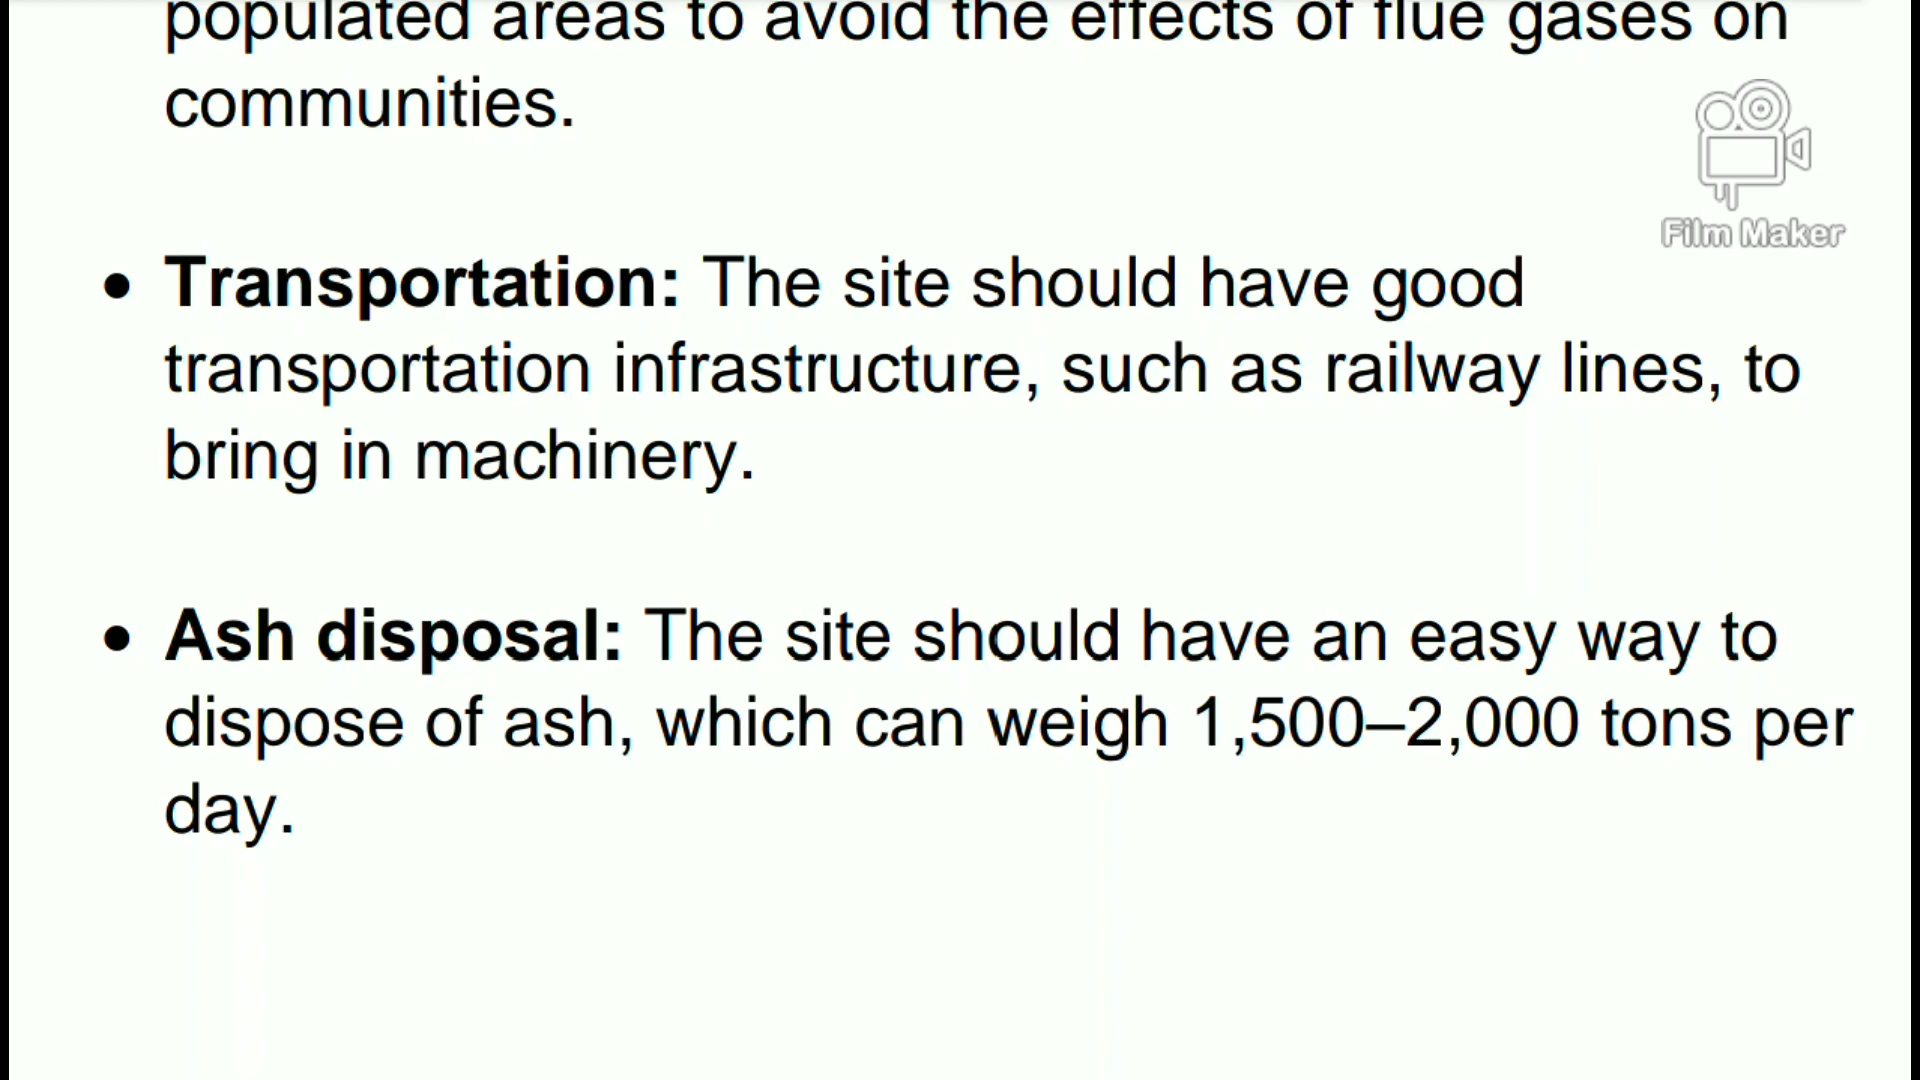 populated areas to avoid the effects of flue gases on
communities.
Film Maker
• Transportation: The site should have good
transportation infrastructure, such as railway lines, to
bring in machinery.
• Ash disposal: The site should have an easy way to
dispose of ash, which can weigh 1,500–2,000 tons per
day.